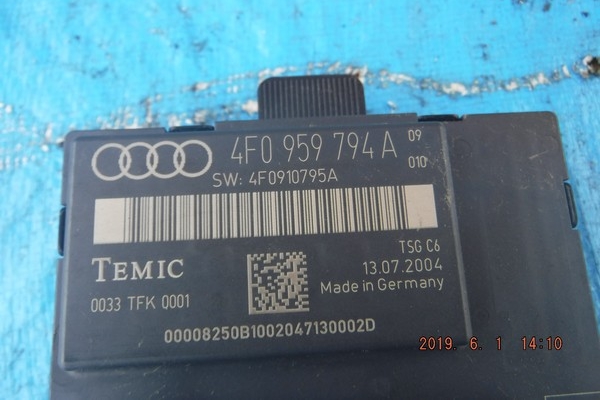 4F0 959 794 A 09
010
SW: 4F0910795A
TEMIC
TSG C6
13.07.2004
Made in Germany
0033 TFK 0001
00008250B1002047130002D
2019. 6. 1 14:10